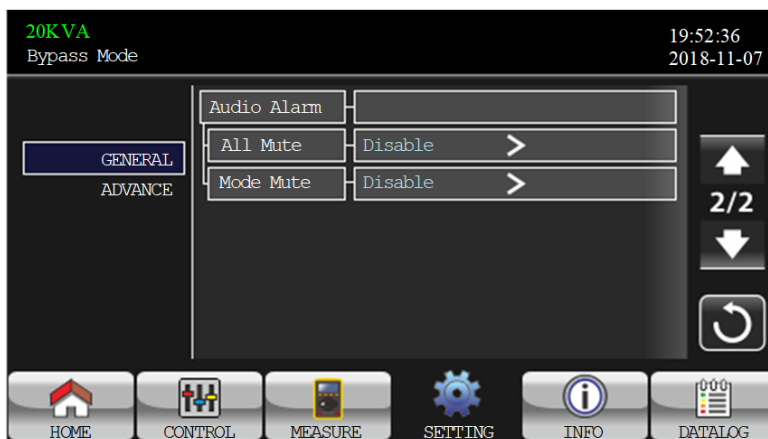 20KVA
Bypass Mode
19:52:36
2018-11-07
GENERAL
ADVANCE
Audio Alarm
All Mute
Disable
Mode Mute
Disable
2/2
HOME
CONTROL
MEASURE
SETTING
INFO
DATALOG